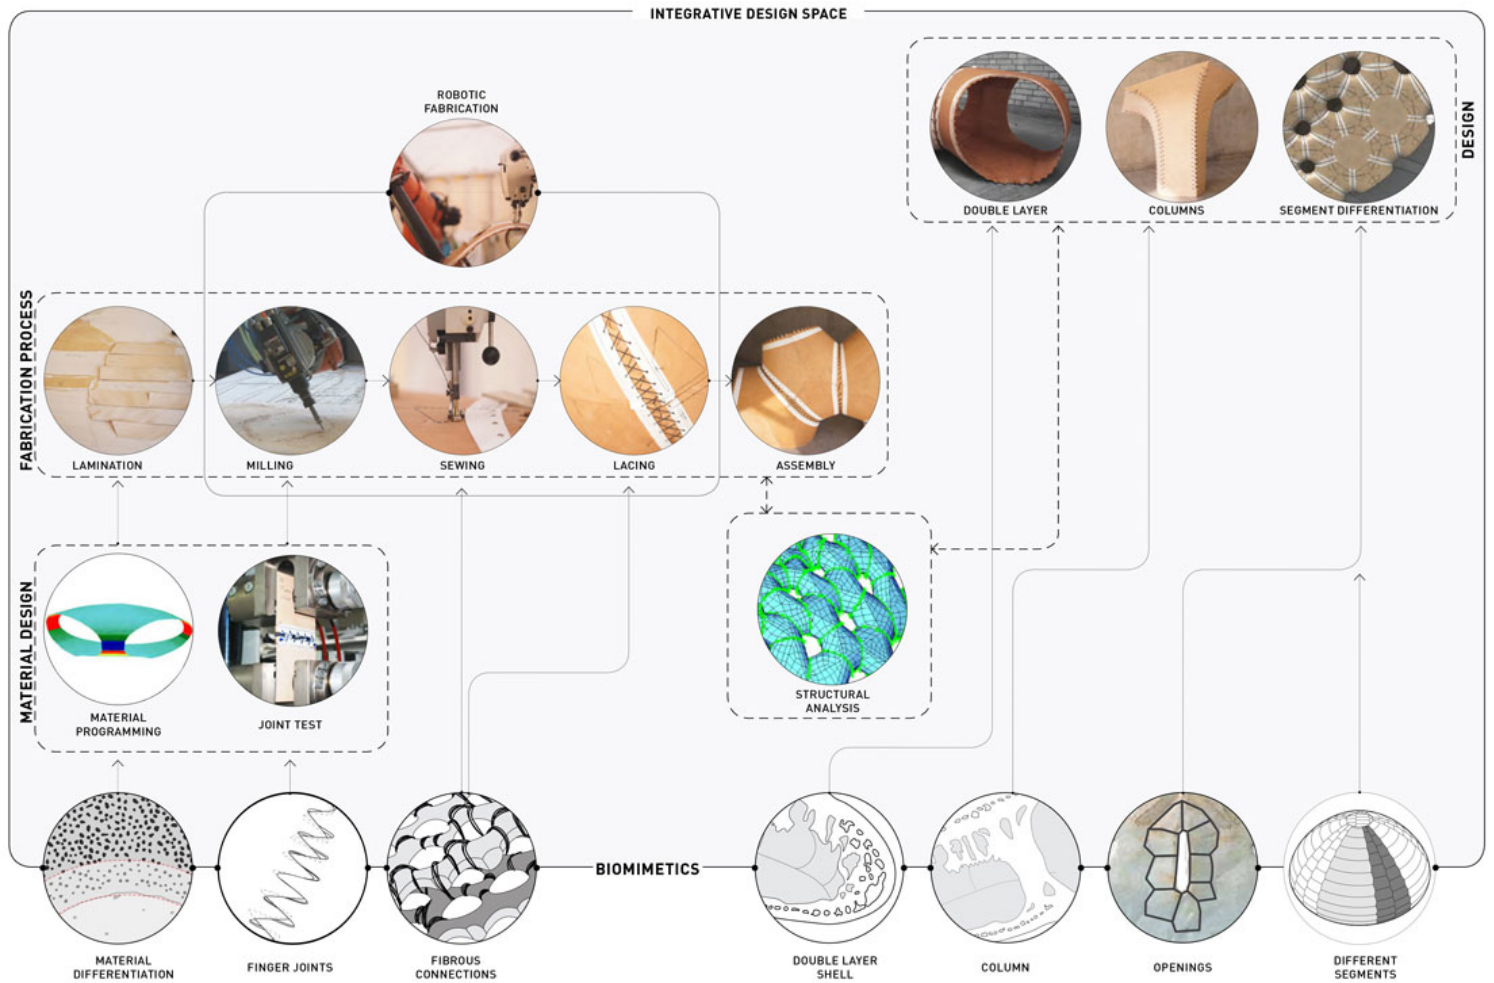 INTEGRATIVE DESIGN SPACE
ROBOTIC
FABRICATION
DESIGN
DOUBLE LAYER
COLUMNS
SEGMENT DIFFERENTIATION
FABRICATION PROCESS
LAMINATION
MILLING
SEWING
LACING
ASSEMBLY
MATERIAL DESIGN
MATERIAL
PROGRAMMING
JOINT TEST
STRUCTURAL
ANALYSIS
BIOMIMETICS
MATERIAL
DIFFERENTIATION
FINGER JOINTS
FIBROUS
CONNECTIONS
DOUBLE LAYER
SHELL
COLUMN
OPENINGS
DIFFERENT
SEGMENTS